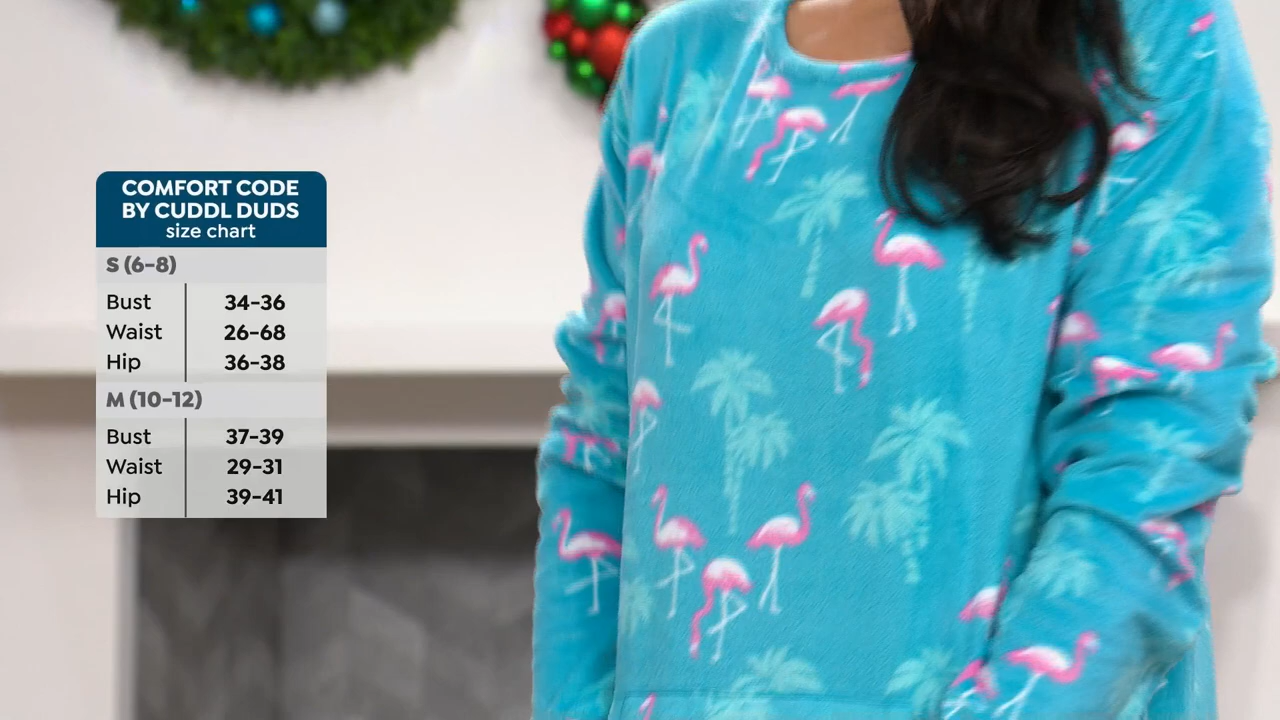 COMFORT CODE
BY CUDDL DUDS
size chart
S (6-8)
Bust 34-36
Waist 26-68
Hip 36-38
M (10-12)
Bust 37-39
Waist 29-31
Hip 39-41